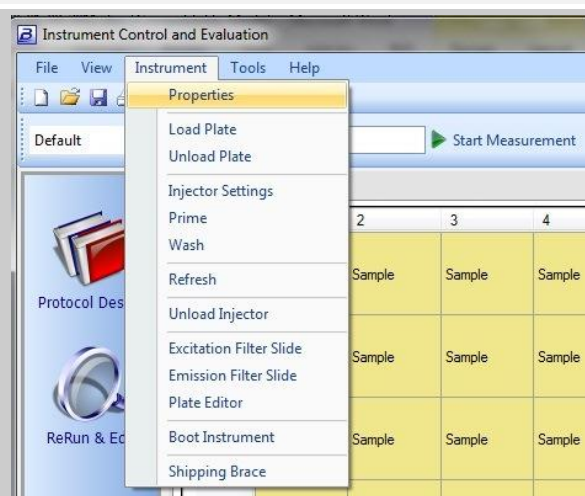 Instrument Control and Evaluation
File View Instrument Tools Help
Default
Start Measurement
Properties
Load Plate
Unload Plate
Injector Settings
Prime
Wash
Refresh
Unload Injector
Excitation Filter Slide
Emission Filter Slide
Plate Editor
Boot Instrument
Shipping Brace
2 3 4
Sample Sample Sample
Protocol Des
Sample Sample Sample
ReRun & Ed
Sample Sample Sample